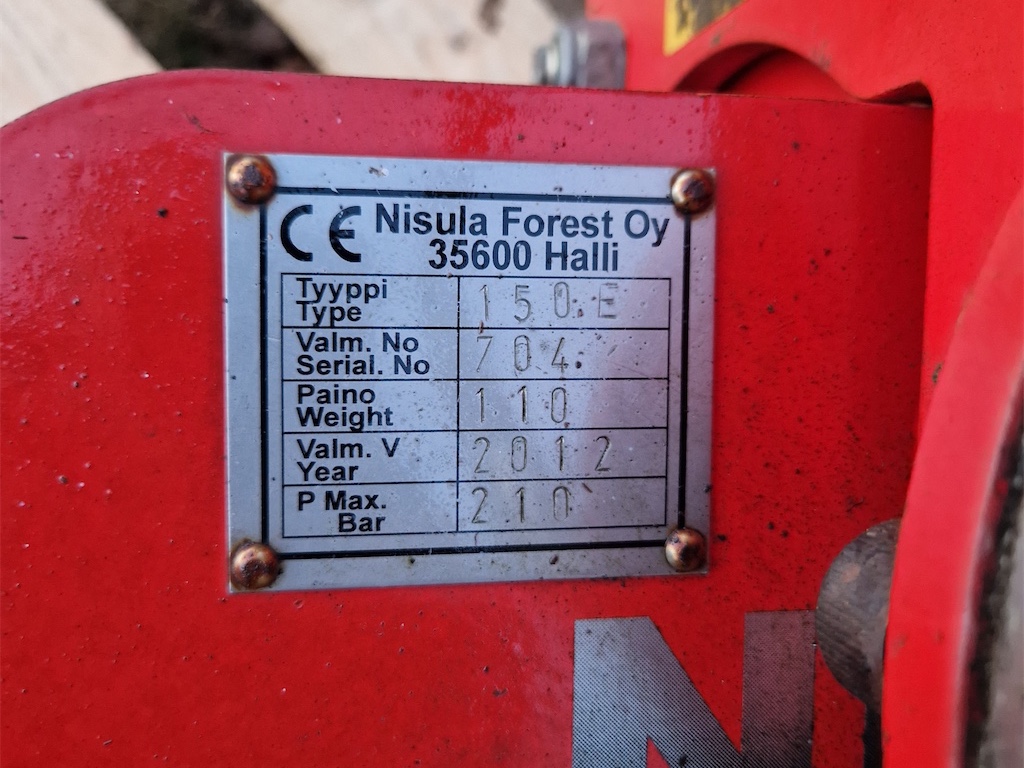 CE Nisula Forest Oy
35600 Halli
Tyyppi
Type
150E
Valm. No
Serial. No
704
Paino
Weight
110
Valm. V
Year
2012
P Max.
Bar
210
N